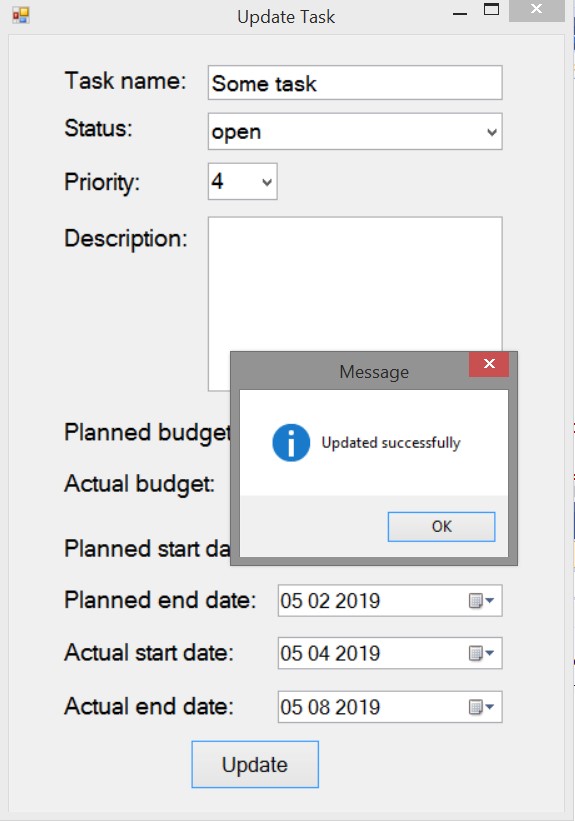 Update Task
Task name: Some task
Status: open
Priority: 4
Description:
Message
Updated successfully
OK
Planned budget
Actual budget:
Planned start da
Planned end date: 05 02 2019
Actual start date: 05 04 2019
Actual end date: 05 08 2019
Update